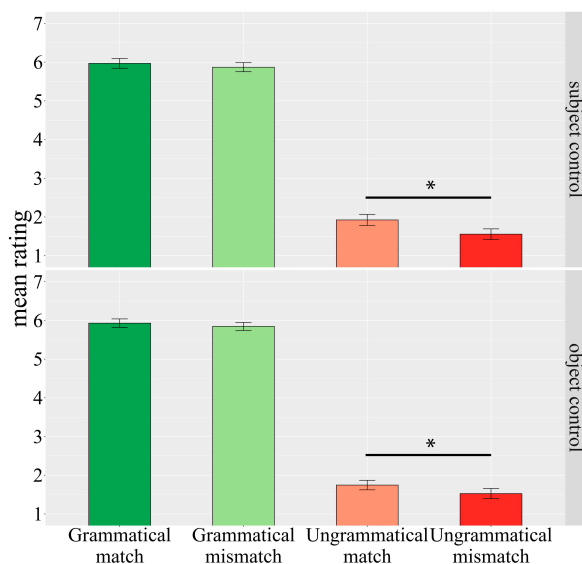 7
6
5
4
3
2
1
*
subject control
mean rating
7
6
5
4
3
2
1
*
object control
Grammatical match
Grammatical mismatch
Ungrammatical match
Ungrammatical mismatch